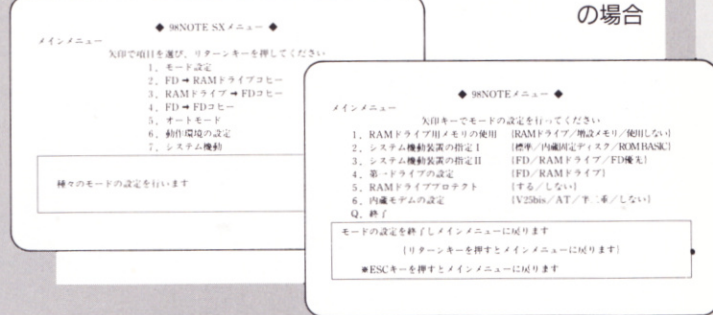 の場合
◆ 98NOTE SXメニュー ◆
メインメニュー
矢印で項目を選び、リターンキーを押してください
1、モード設定
2、FD→RAMドライブコピー
3、RAMドライブ→FDコピー
4、FD→FDコピー
5、オートモード
6、動作環境の設定
7、システム機動
種々のモードの設定を行います
◆ 98NOTEメニュー ◆
メインメニュー
矢印キーでモードの設定を行ってください
1、RAMドライブ用メモリの使用 [RAMドライブ/増設メモリ/使用しない]
2、システム機動装置の指定I [標準/内蔵固定ディスク/ROM BASIC]
3、システム機動装置の指定II [FD/RAMドライブ/FD優先]
4、第一ドライブの設定 [FD/RAMドライブ]
5、RAMドライブプロテクト [する/しない]
6、内蔵モデムの設定 [V25bis/AT/半二重/しない]
Q、終了
モードの設定を終了しメインメニューに戻ります
[リターンキーを押すとメインメニューに戻ります]
※ESCキーを押すとメインメニューに戻ります